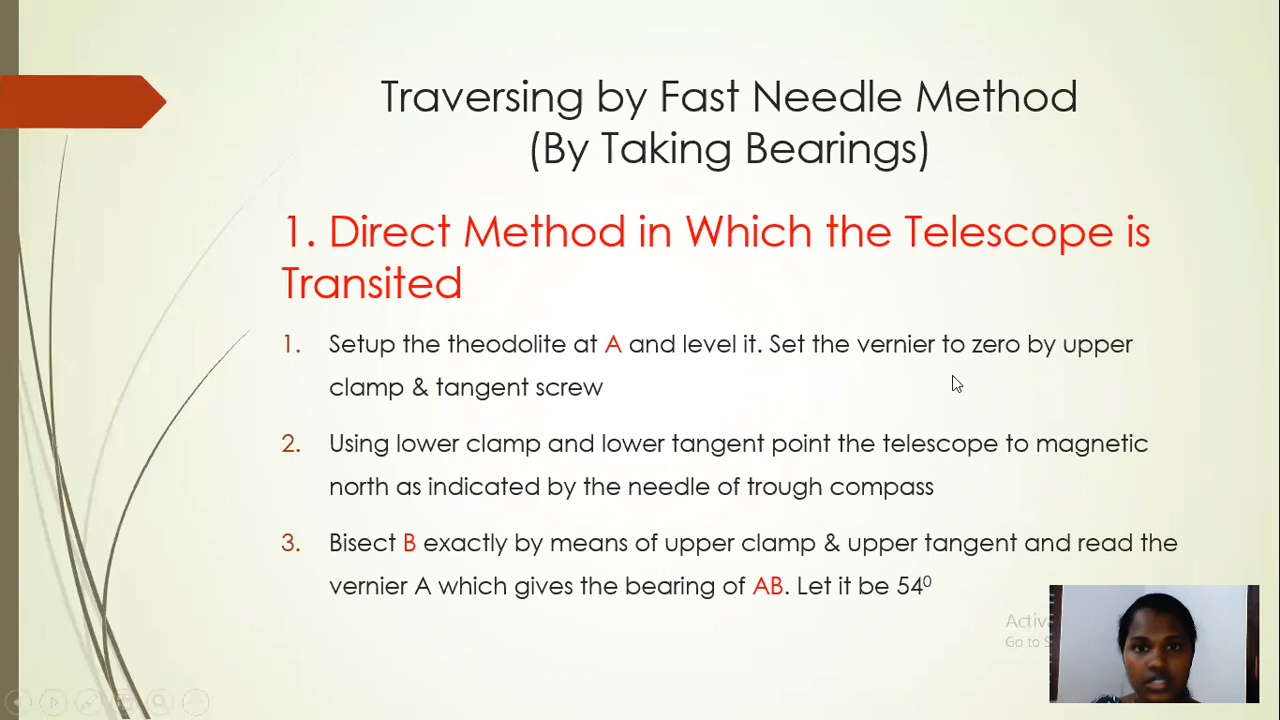 Traversing by Fast Needle Method
(By Taking Bearings)
1. Direct Method in Which the Telescope is
Transited
1. Setup the theodolite at A and level it. Set the vernier to zero by upper
clamp & tangent screw
2. Using lower clamp and lower tangent point the telescope to magnetic
north as indicated by the needle of trough compass
3. Bisect B exactly by means of upper clamp & upper tangent and read the
vernier A which gives the bearing of AB. Let it be 54⁰
Go to